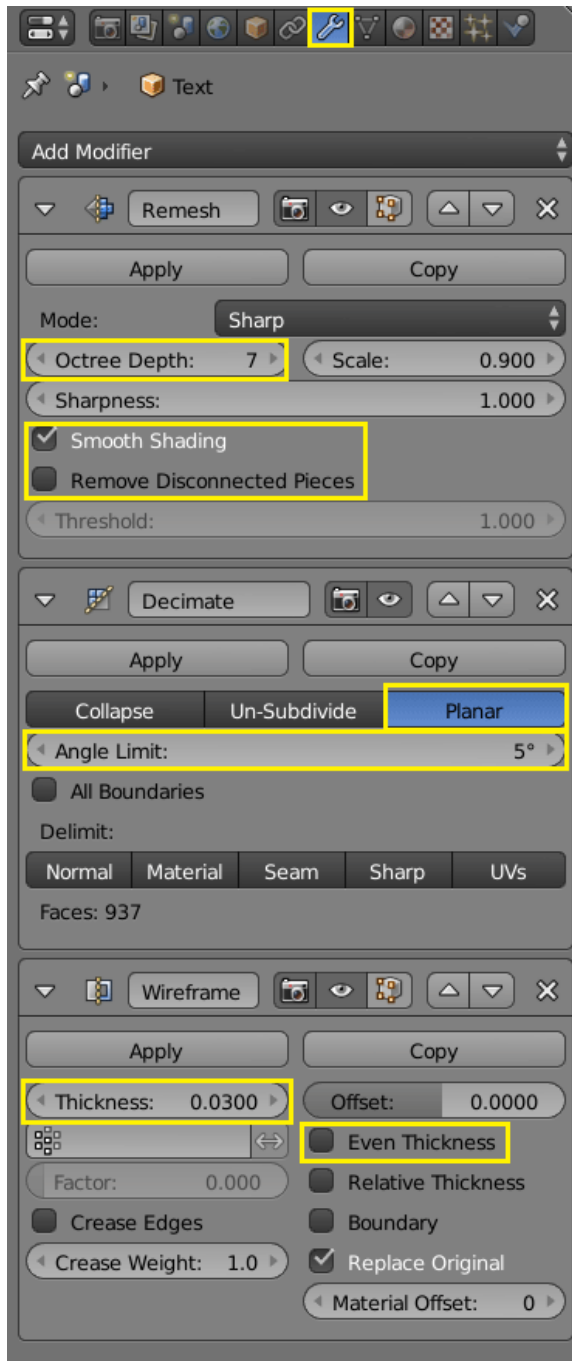 Text
Add Modifier
Remesh
Apply Copy
Mode: Sharp
Octree Depth: 7 Scale: 0.900
Sharpness: 1.000
Smooth Shading
Remove Disconnected Pieces
Threshold: 1.000
Decimate
Apply Copy
Collapse Un-Subdivide Planar
Angle Limit: 5°
All Boundaries
Delimit:
Normal Material Seam Sharp UVs
Faces: 937
Wireframe
Apply Copy
Thickness: 0.0300 Offset: 0.0000
Even Thickness
Factor: 0.000 Relative Thickness
Crease Edges Boundary
Crease Weight: 1.0 Replace Original
Material Offset: 0